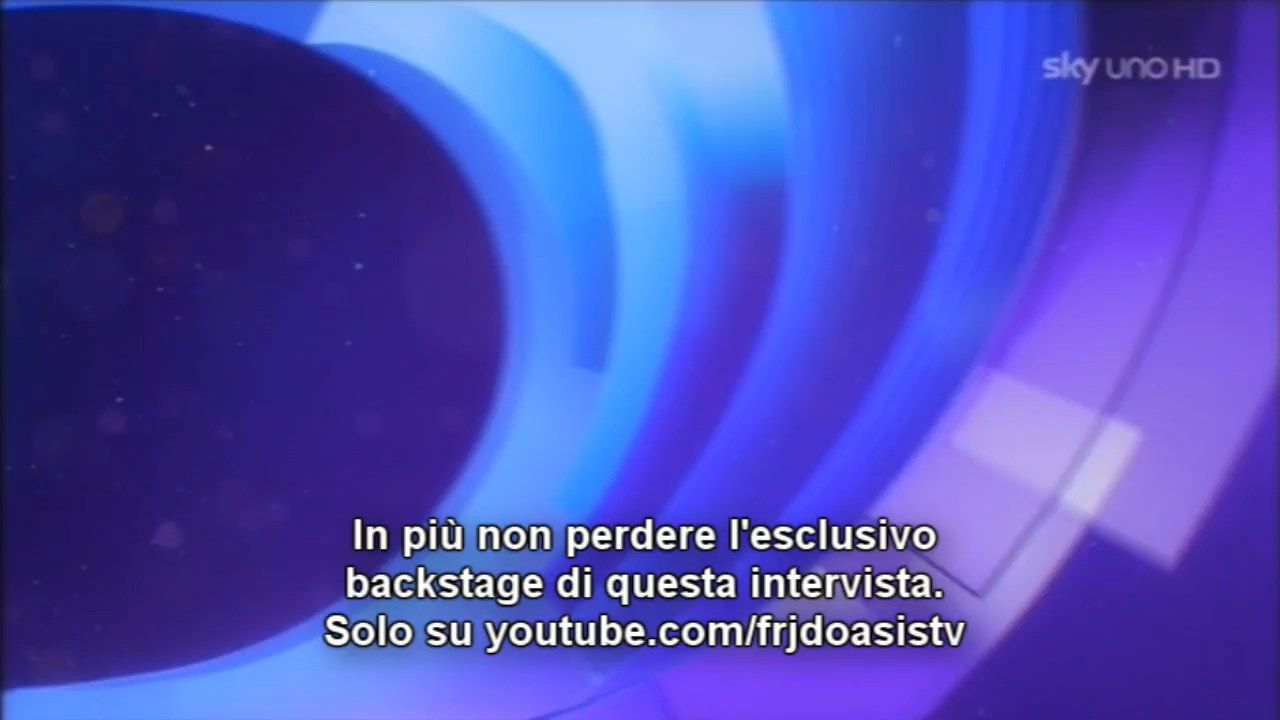 sky uno HD
In più non perdere l'esclusivo
backstage di questa intervista.
Solo su youtube.com/frjdoasistv